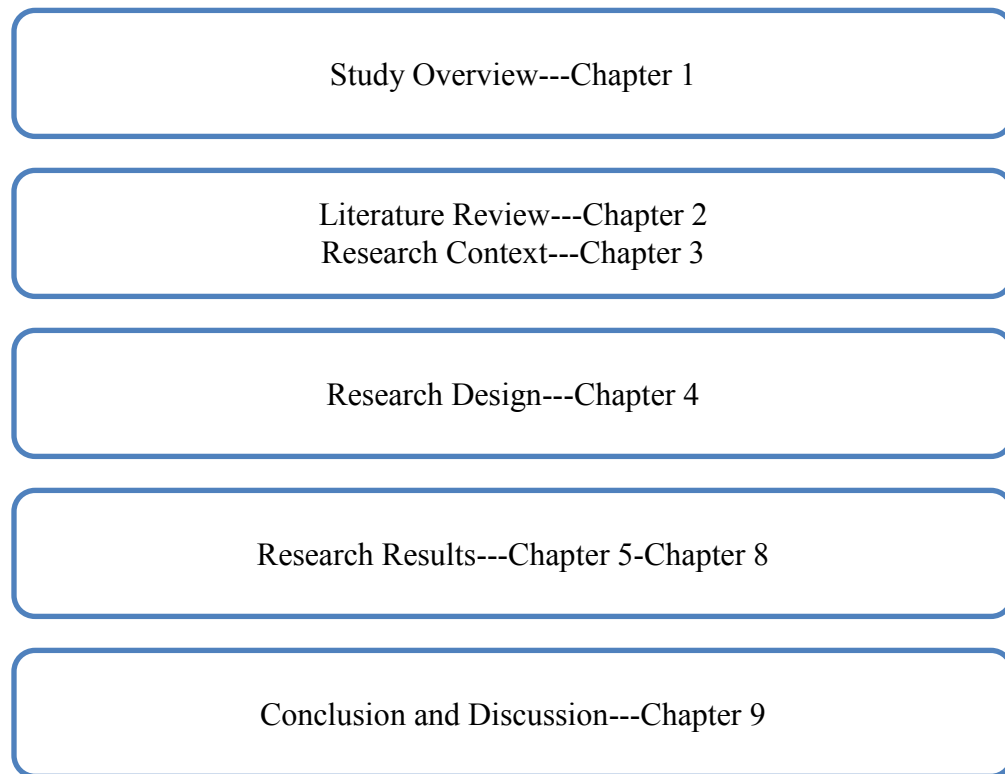 Study Overview---Chapter 1
Literature Review---Chapter 2
Research Context---Chapter 3
Research Design---Chapter 4
Research Results---Chapter 5-Chapter 8
Conclusion and Discussion---Chapter 9